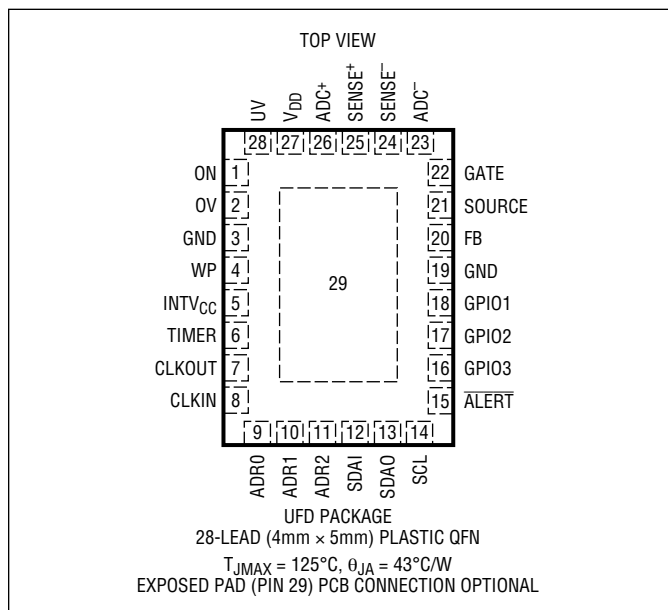 TOP VIEW
UV VDD ADC+ SENSE+ SENSE– ADC–
28 27 26 25 24 23
ON 1 22 GATE
OV 2 21 SOURCE
GND 3 20 FB
WP 4 19 GND
29
INTVCC 5 18 GPIO1
TIMER 6 17 GPIO2
CLKOUT 7 16 GPIO3
CLKIN 8 15 ALERT
9 10 11 12 13 14
ADR0 ADR1 ADR2 SDAI SDAO SCL
UFD PACKAGE
28-LEAD (4mm × 5mm) PLASTIC QFN
TJMAX = 125°C, θJA = 43°C/W
EXPOSED PAD (PIN 29) PCB CONNECTION OPTIONAL